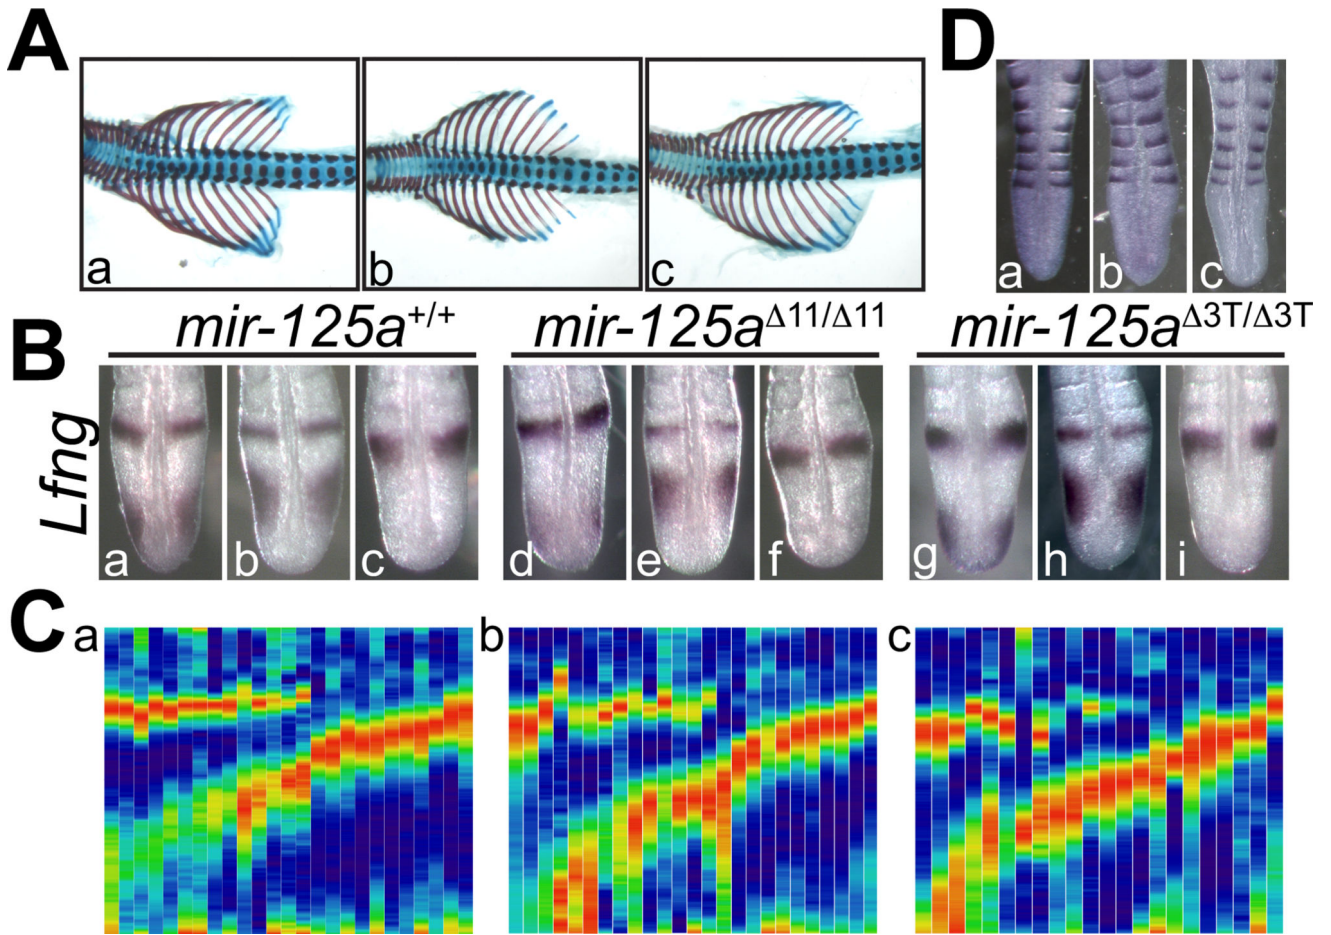 A
D
a
b
c
a
b
c
mir-125a+/+
mir-125aΔ11/Δ11
mir-125aΔ3T/Δ3T
B
Lfng
a
b
c
d
e
f
g
h
i
C
a
b
c